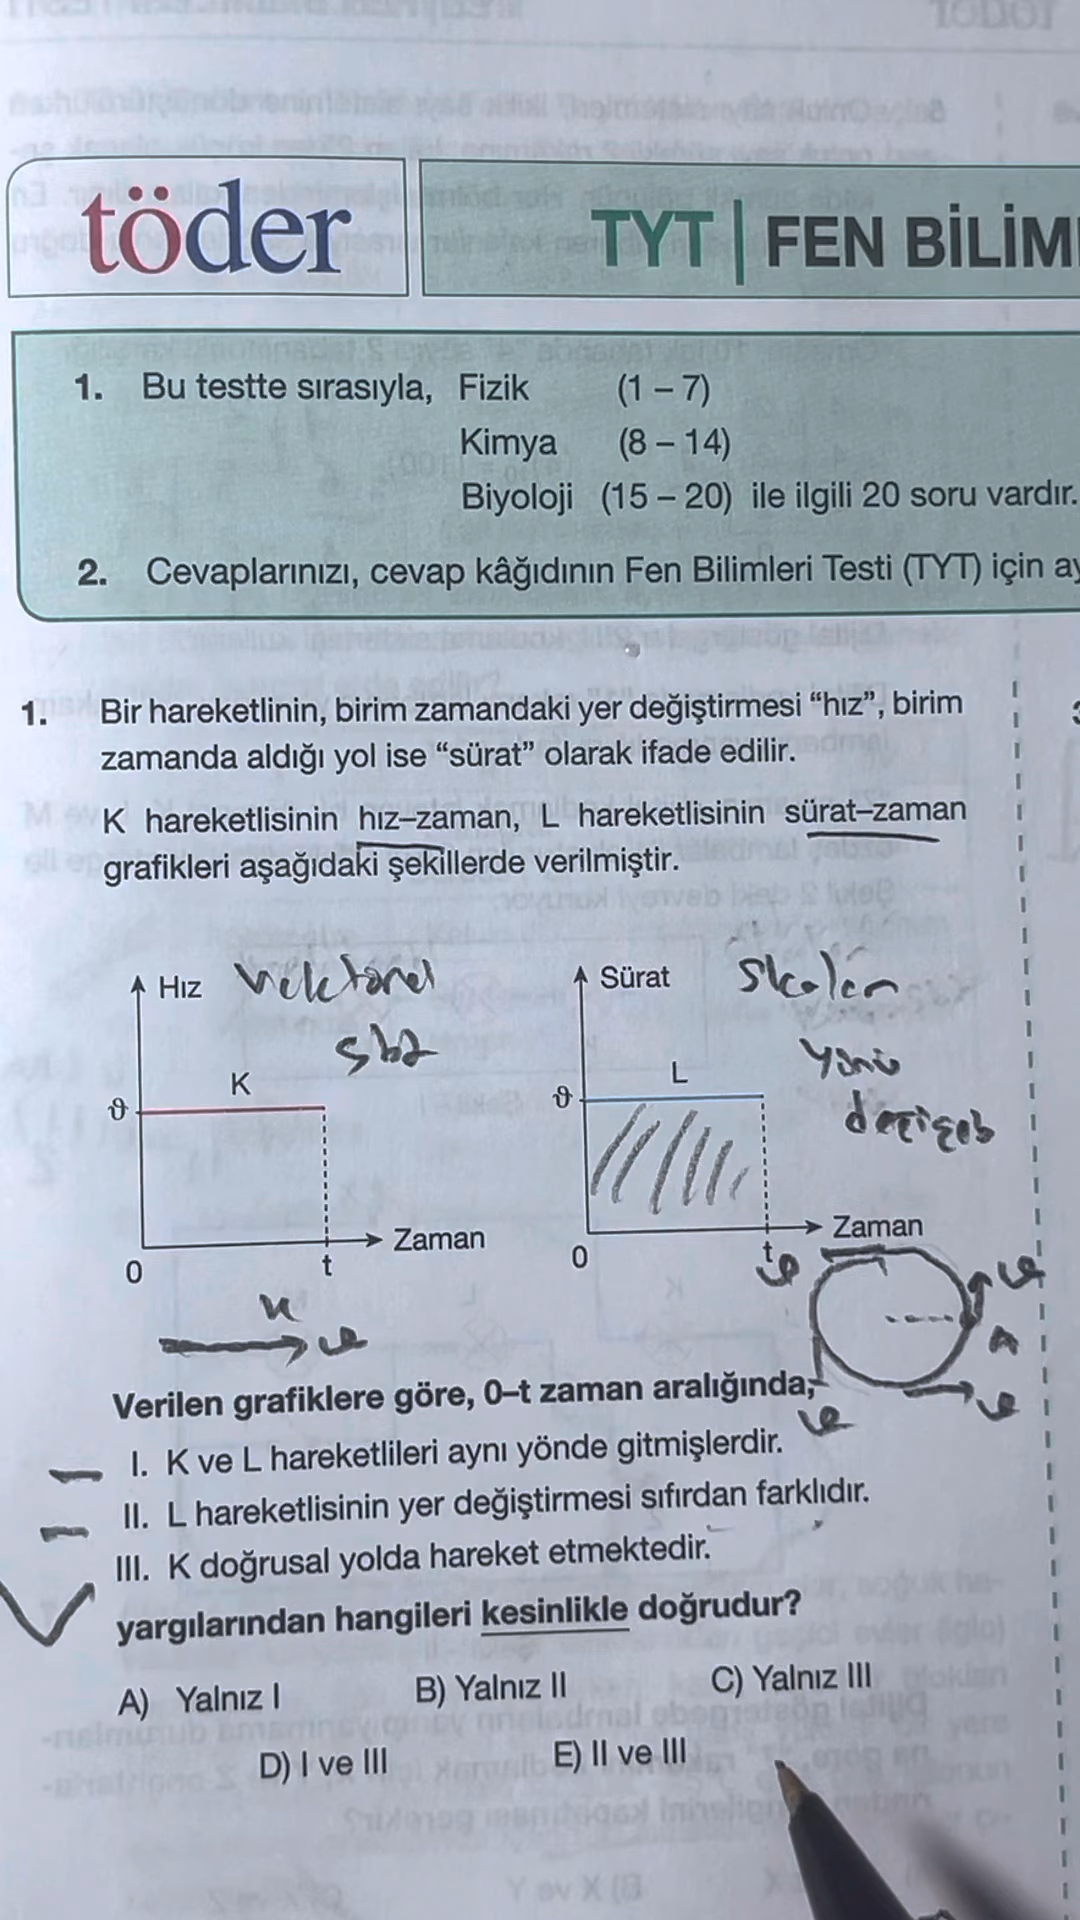 töder
TYT | FEN BİLİM
1. Bu testte sırasıyla, Fizik (1 – 7)
Kimya (8 – 14)
Biyoloji (15 – 20) ile ilgili 20 soru vardır.
2. Cevaplarınızı, cevap kâğıdının Fen Bilimleri Testi (TYT) için ay
1. Bir hareketlinin, birim zamandaki yer değiştirmesi “hız”, birim
zamanda aldığı yol ise “sürat” olarak ifade edilir.
K hareketlisinin hız–zaman, L hareketlisinin sürat–zaman
grafikleri aşağıdaki şekillerde verilmiştir.
Hız vektörel
sbt
K
ϑ
Zaman
0
t
Sürat skaler
yönü
değişeb
L
ϑ
Zaman
0
t
K
Verilen grafiklere göre, 0–t zaman aralığında;
I. K ve L hareketlileri aynı yönde gitmişlerdir.
II. L hareketlisinin yer değiştirmesi sıfırdan farklıdır.
III. K doğrusal yolda hareket etmektedir.
yargılarından hangileri kesinlikle doğrudur?
A) Yalnız I
B) Yalnız II
C) Yalnız III
D) I ve III
E) II ve III